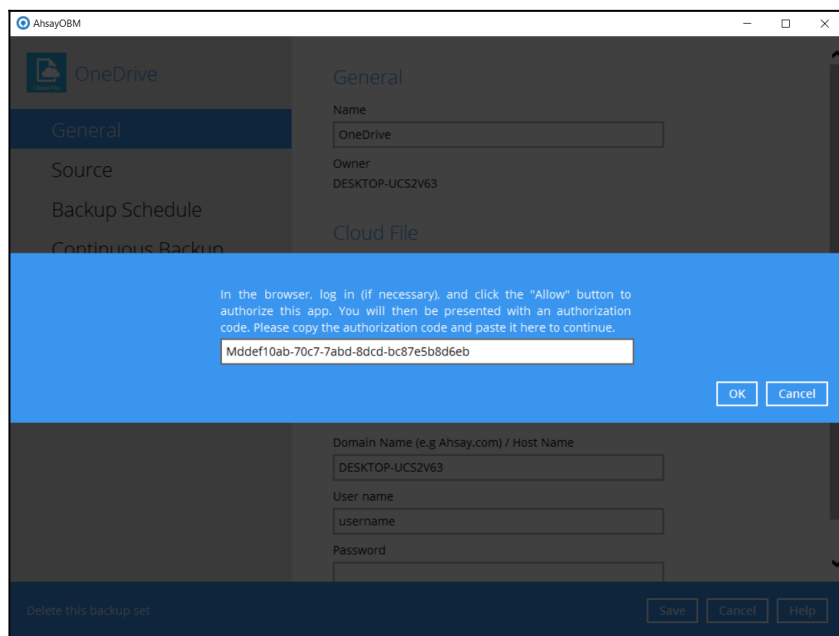 AhsayOBM
Cloud File
OneDrive
General
Source
Backup Schedule
Continuous Backup
General
Name
OneDrive
Owner
DESKTOP-UCS2V63
Cloud File
In the browser, log in (if necessary), and click the "Allow" button to
authorize this app. You will then be presented with an authorization
code. Please copy the authorization code and paste it here to continue.
Mddef10ab-70c7-7abd-8dcd-bc87e5b8d6eb
OK
Cancel
Domain Name (e.g Ahsay.com) / Host Name
DESKTOP-UCS2V63
User name
username
Password
Delete this backup set
Save
Cancel
Help